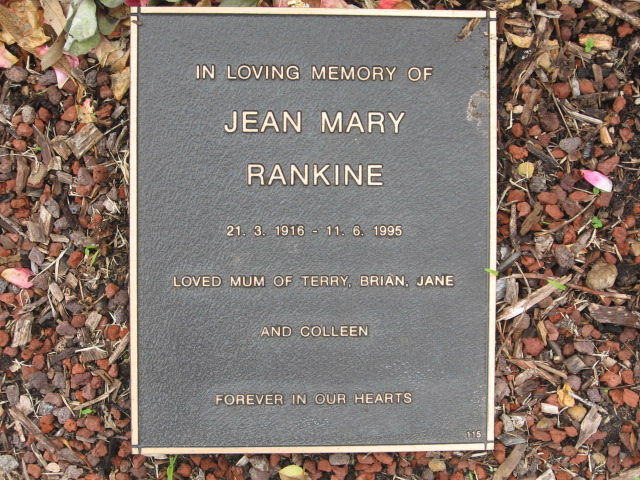 IN LOVING MEMORY OF
JEAN MARY
RANKINE
21. 3. 1916 - 11. 6. 1995
LOVED MUM OF TERRY, BRIAN, JANE
AND COLLEEN
FOREVER IN OUR HEARTS
115